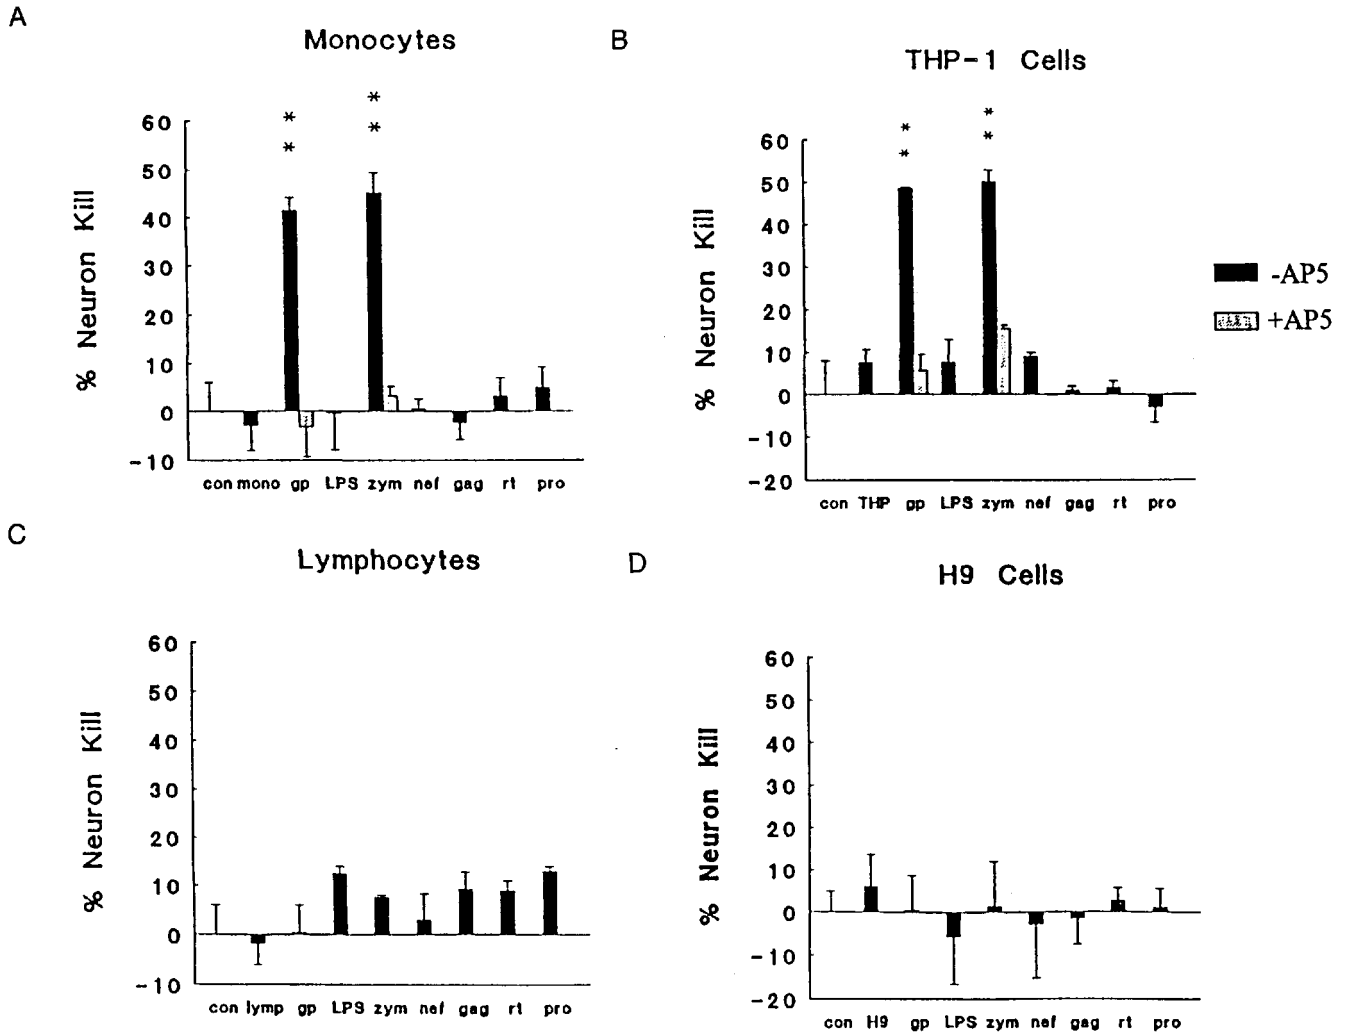 A
Monocytes
* *
* *
% Neuron Kill
60
50
40
30
20
10
0
-10
con mono gp LPS zym nef gag rt pro
B
THP-1 Cells
* *
* *
% Neuron Kill
60
50
40
30
20
10
0
-10
-20
con THP gp LPS zym nef gag rt pro
-AP5
+AP5
C
Lymphocytes
% Neuron Kill
60
50
40
30
20
10
0
-10
con lymp gp LPS zym nef gag rt pro
D
H9 Cells
% Neuron Kill
60
50
40
30
20
10
0
-10
-20
con H9 gp LPS zym nef gag rt pro